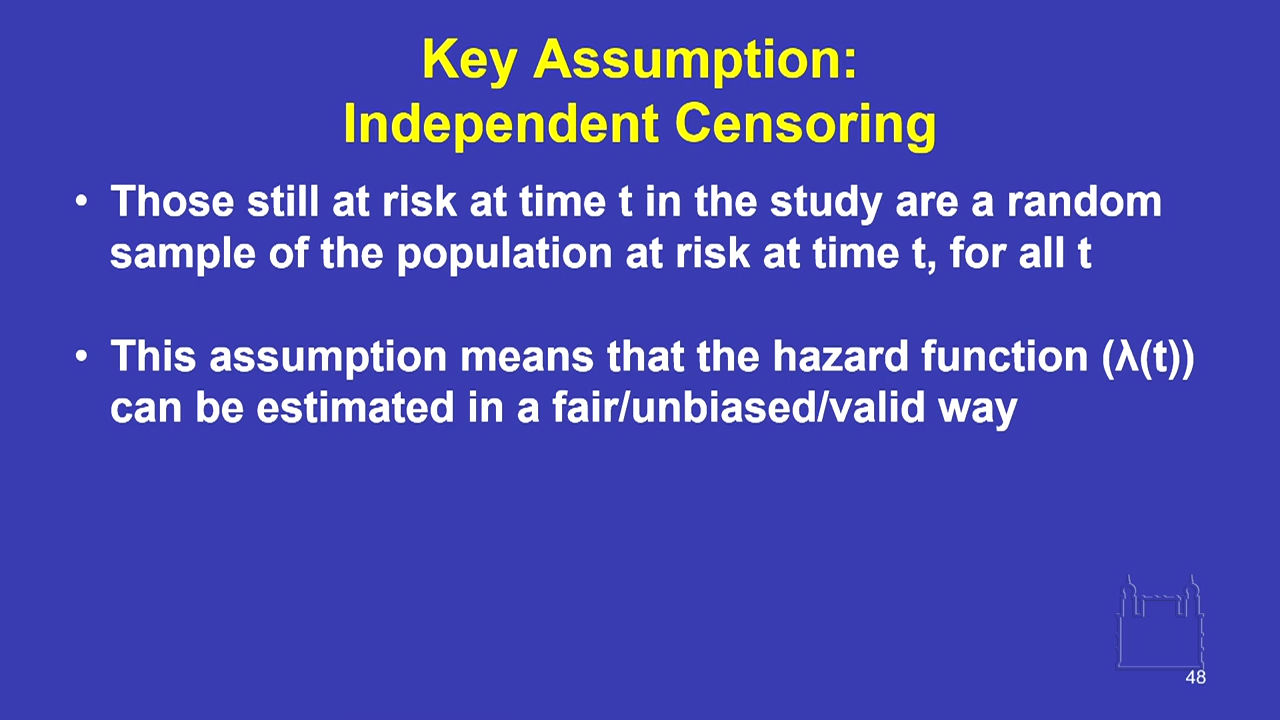 Key Assumption:
Independent Censoring
• Those still at risk at time t in the study are a random
sample of the population at risk at time t, for all t
• This assumption means that the hazard function (λ(t))
can be estimated in a fair/unbiased/valid way
48